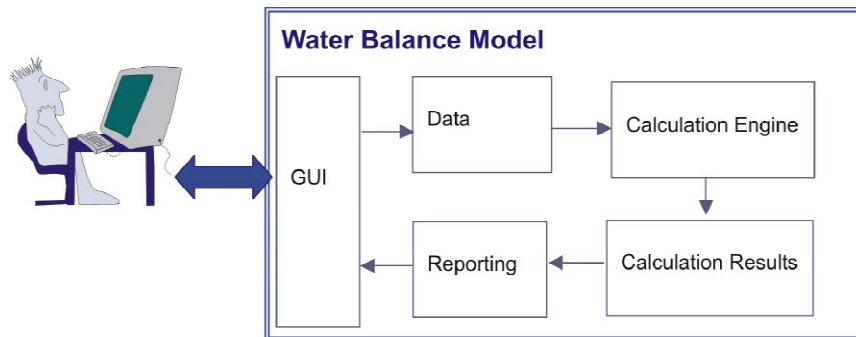 Water Balance Model
GUI
Data
Calculation Engine
Reporting
Calculation Results